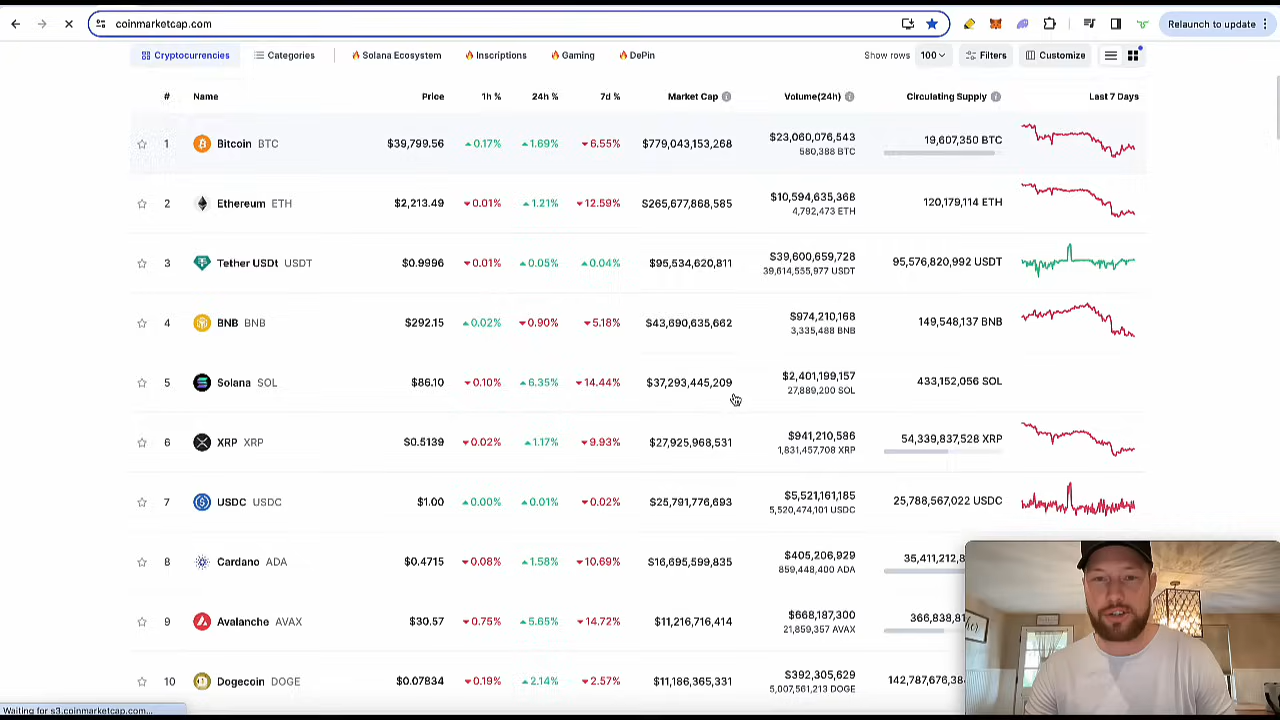 coinmarketcap.com
Relaunch to update
Cryptocurrencies Categories Solana Ecosystem Inscriptions Gaming DePin Show rows 100 Filters Customize
# Name Price 1h % 24h % 7d % Market Cap Volume(24h) Circulating Supply Last 7 Days
1 Bitcoin BTC $39,799.56 0.17% 1.69% 6.55% $779,043,153,268 $23,060,076,543 19,607,350 BTC
580,388 BTC
2 Ethereum ETH $2,213.49 0.01% 1.21% 12.59% $265,677,868,585 $10,594,635,368 120,179,114 ETH
4,792,473 ETH
3 Tether USDt USDT $0.9996 0.01% 0.05% 0.04% $95,534,620,811 $39,600,659,728 95,576,820,992 USDT
39,614,555,977 USDT
4 BNB BNB $292.15 0.02% 0.90% 5.18% $43,690,635,662 $974,210,168 149,548,137 BNB
3,335,488 BNB
5 Solana SOL $86.10 0.10% 6.35% 14.44% $37,293,445,209 $2,401,199,157 433,152,056 SOL
27,889,200 SOL
6 XRP XRP $0.5139 0.02% 1.17% 9.93% $27,925,968,531 $941,210,586 54,339,837,528 XRP
1,831,457,708 XRP
7 USDC USDC $1.00 0.00% 0.01% 0.02% $25,791,776,693 $5,521,161,185 25,788,567,022 USDC
5,520,474,101 USDC
8 Cardano ADA $0.4715 0.08% 1.58% 10.69% $16,695,599,835 $405,206,929 35,411,212,8
859,448,400 ADA
9 Avalanche AVAX $30.57 0.75% 5.65% 14.72% $11,216,716,414 $668,187,300 366,838,81
21,859,357 AVAX
10 Dogecoin DOGE $0.07834 0.19% 2.14% 2.57% $11,186,365,331 $392,305,629 142,787,676,38
5,007,561,213 DOGE
Waiting for s3.coinmarketcap.com...